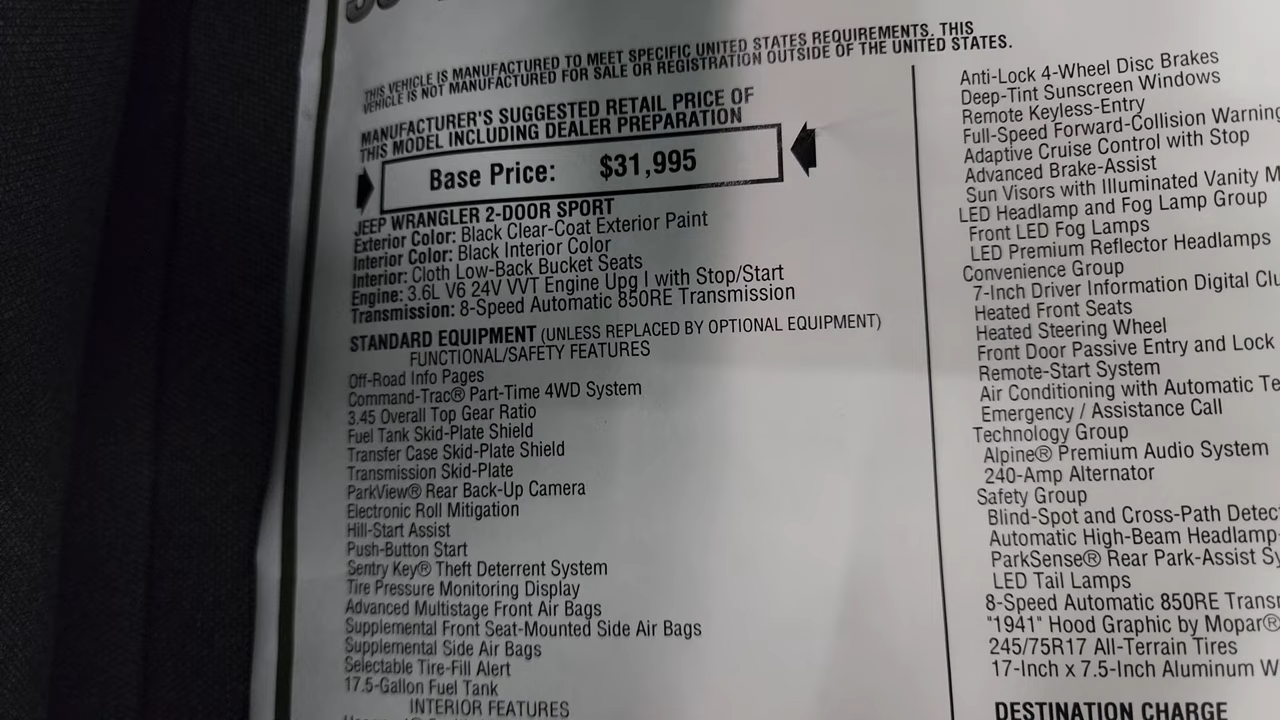 THIS VEHICLE IS MANUFACTURED TO MEET SPECIFIC UNITED STATES REQUIREMENTS. THIS
VEHICLE IS NOT MANUFACTURED FOR SALE OR REGISTRATION OUTSIDE OF THE UNITED STATES.
MANUFACTURER'S SUGGESTED RETAIL PRICE OF
THIS MODEL INCLUDING DEALER PREPARATION
Base Price: $31,995
JEEP WRANGLER 2-DOOR SPORT
Exterior Color: Black Clear-Coat Exterior Paint
Interior Color: Black Interior Color
Interior: Cloth Low-Back Bucket Seats
Engine: 3.6L V6 24V VVT Engine Upg I with Stop/Start
Transmission: 8-Speed Automatic 850RE Transmission
STANDARD EQUIPMENT (UNLESS REPLACED BY OPTIONAL EQUIPMENT)
FUNCTIONAL/SAFETY FEATURES
Off-Road Info Pages
Command-Trac® Part-Time 4WD System
3.45 Overall Top Gear Ratio
Fuel Tank Skid-Plate Shield
Transfer Case Skid-Plate Shield
Transmission Skid-Plate
ParkView® Rear Back-Up Camera
Electronic Roll Mitigation
Hill-Start Assist
Push-Button Start
Sentry Key® Theft Deterrent System
Tire Pressure Monitoring Display
Advanced Multistage Front Air Bags
Supplemental Front Seat-Mounted Side Air Bags
Supplemental Side Air Bags
Selectable Tire-Fill Alert
17.5-Gallon Fuel Tank
INTERIOR FEATURES
Anti-Lock 4-Wheel Disc Brakes
Deep-Tint Sunscreen Windows
Remote Keyless-Entry
Full-Speed Forward-Collision Warning
Adaptive Cruise Control with Stop
Advanced Brake-Assist
Sun Visors with Illuminated Vanity M
LED Headlamp and Fog Lamp Group
Front LED Fog Lamps
LED Premium Reflector Headlamps
Convenience Group
7-Inch Driver Information Digital Clu
Heated Front Seats
Heated Steering Wheel
Front Door Passive Entry and Lock
Remote-Start System
Air Conditioning with Automatic Te
Emergency / Assistance Call
Technology Group
Alpine® Premium Audio System
240-Amp Alternator
Safety Group
Blind-Spot and Cross-Path Detec
Automatic High-Beam Headlamp
ParkSense® Rear Park-Assist Sy
LED Tail Lamps
8-Speed Automatic 850RE Transm
"1941" Hood Graphic by Mopar®
245/75R17 All-Terrain Tires
17-Inch x 7.5-Inch Aluminum W
DESTINATION CHARGE